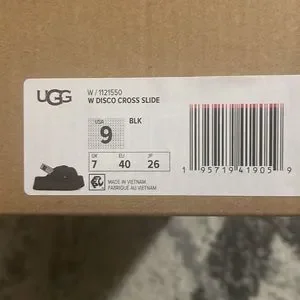 UGG
W / 1121550
W DISCO CROSS SLIDE
USA
9
BLK
UK EU JP
7 40 26
MADE IN VIETNAM
FABRIQUÉ AU VIETNAM
1 95719 41905 9